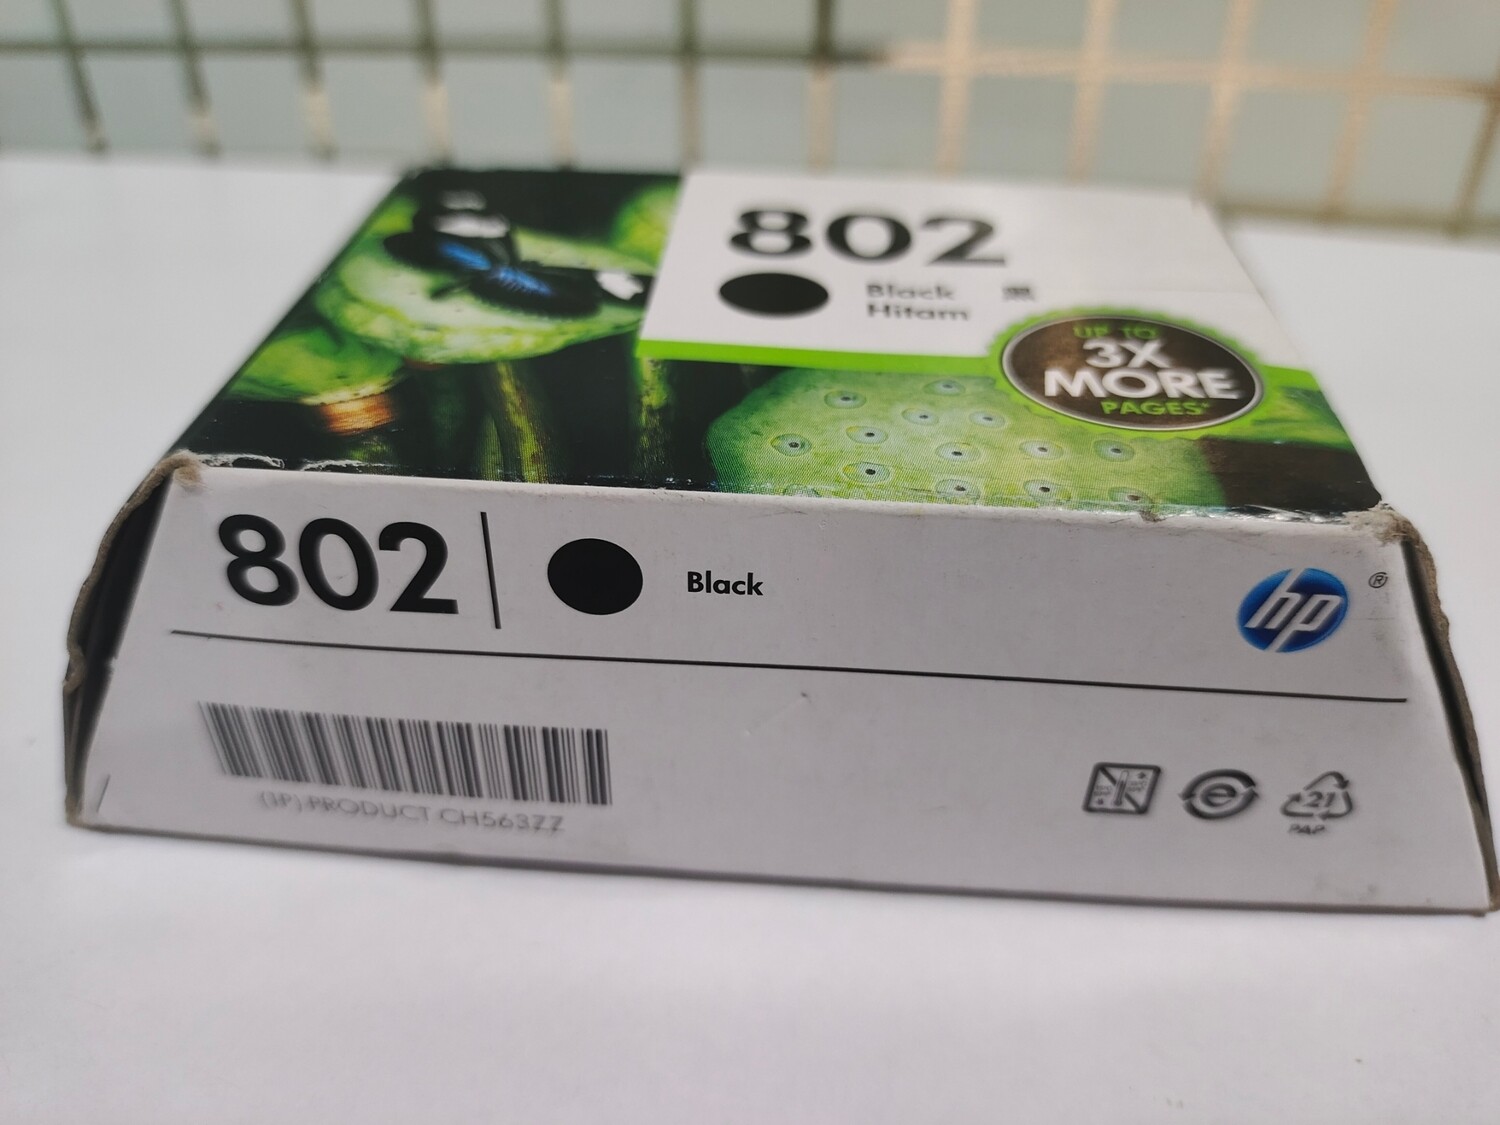 802
Black 黑
Hitam
UP TO
3X
MORE
PAGES*
802 Black hp ®
(1P) PRODUCT CH563ZZ
e
21
PAP